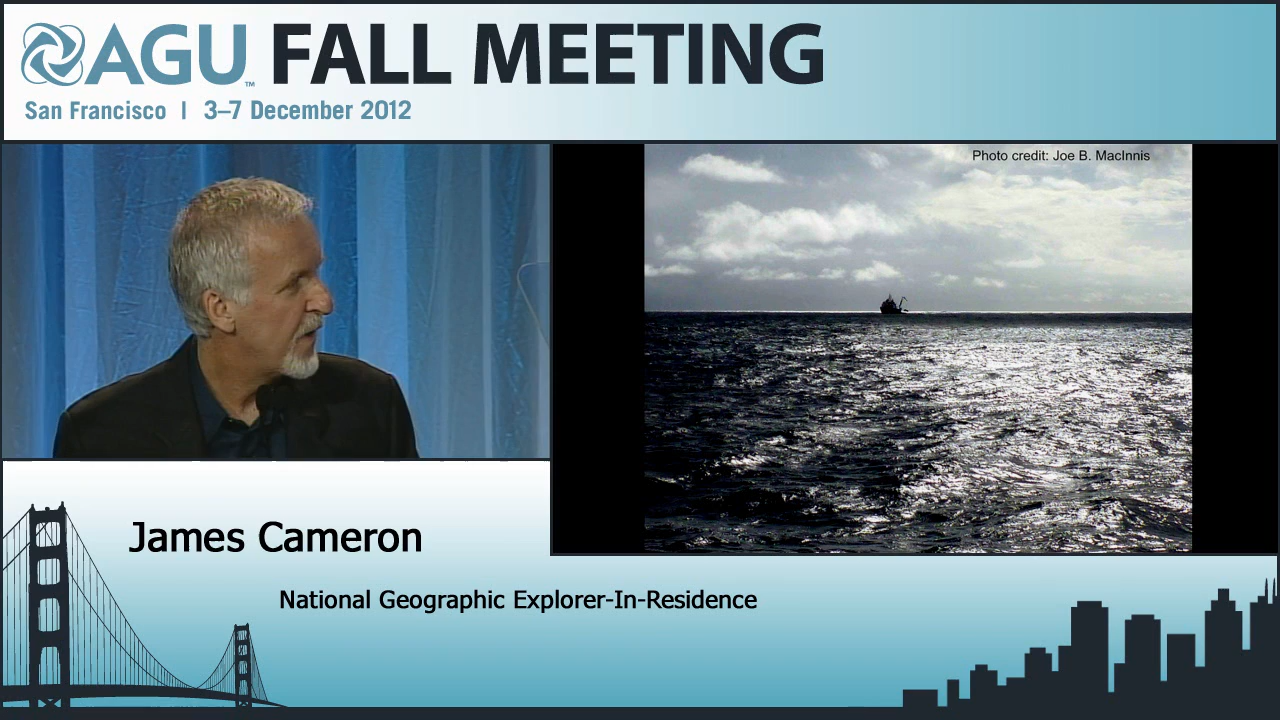 AGU™ FALL MEETING
San Francisco | 3–7 December 2012
Photo credit: Joe B. MacInnis
James Cameron
National Geographic Explorer-In-Residence